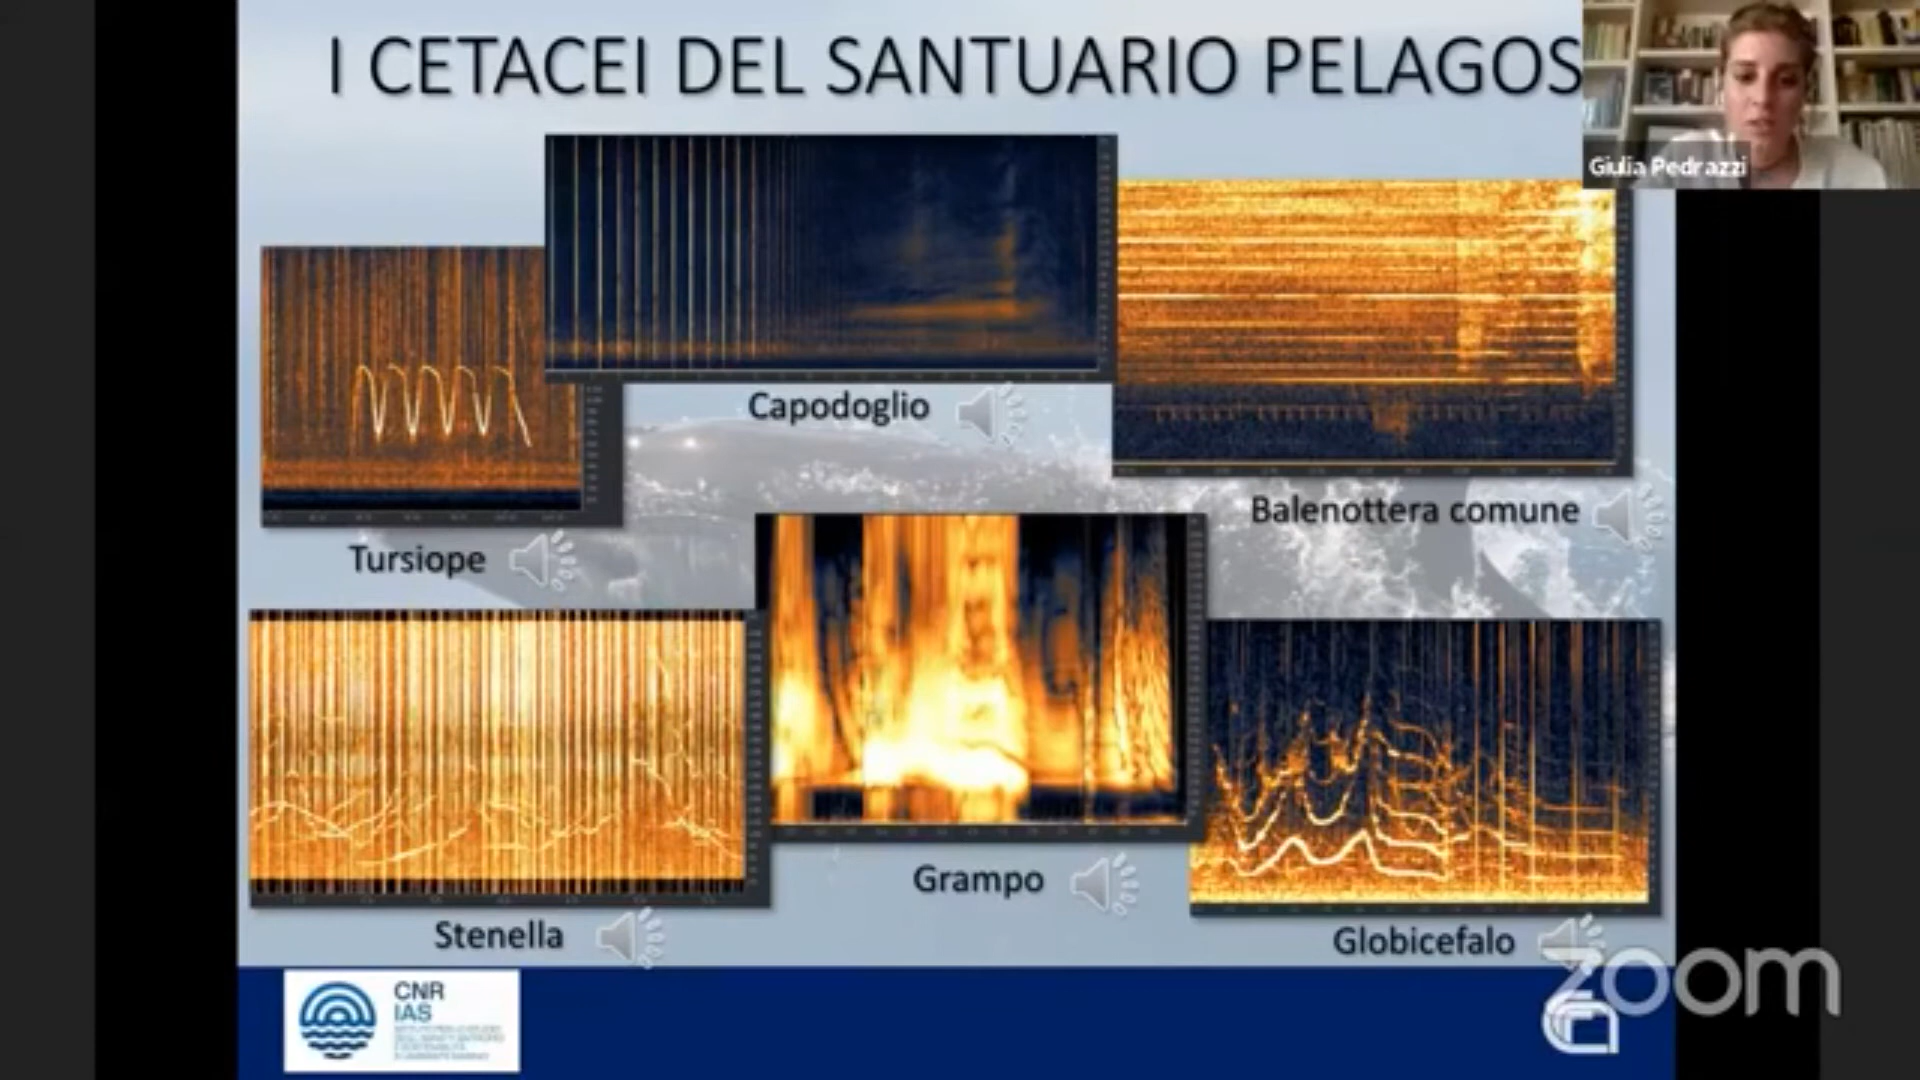 I CETACEI DEL SANTUARIO PELAGOS
Giulia Pedrazzi
Capodoglio
Balenottera comune
Tursiope
Grampo
Stenella
Globicefalo
CNR
IAS
zoom